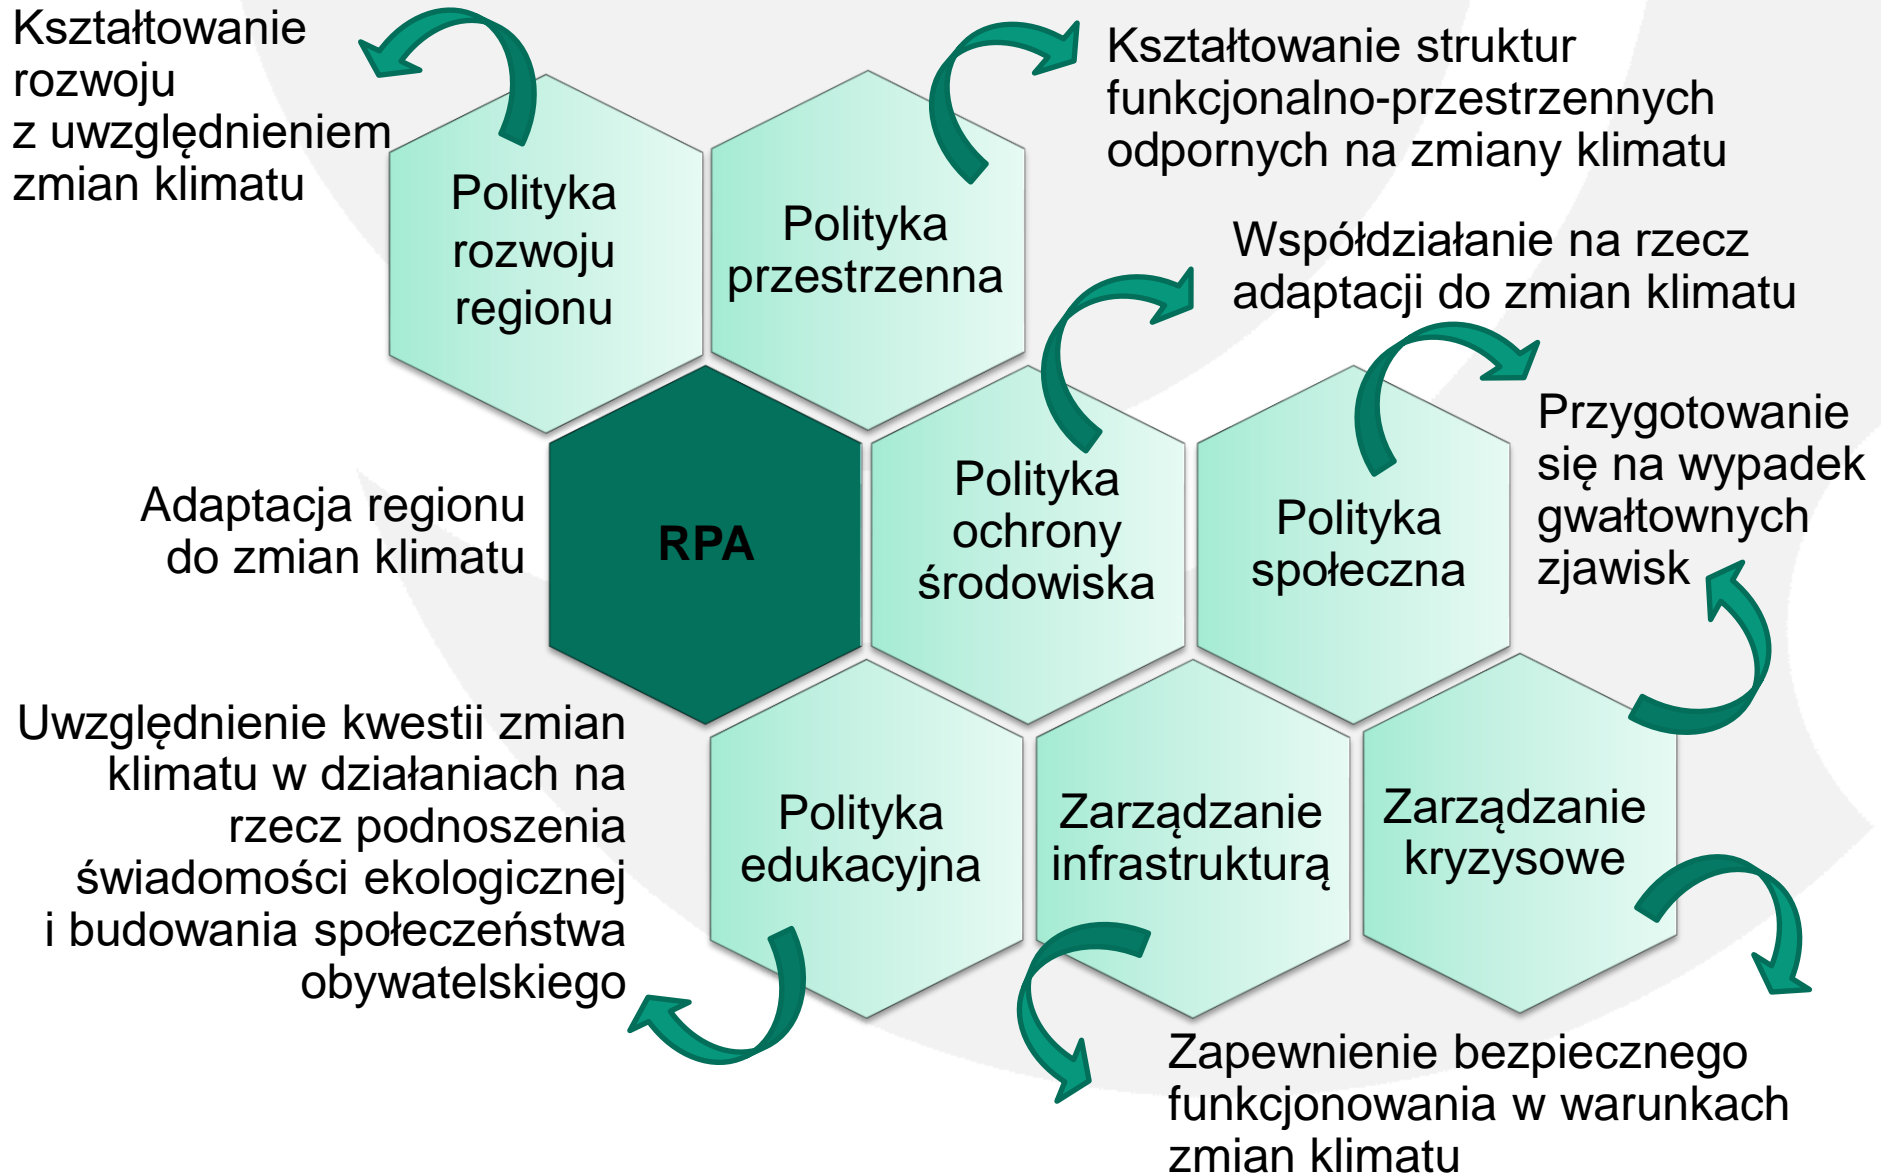 Kształtowanie
rozwoju
z uwzględnieniem
zmian klimatu
Polityka
rozwoju
regionu
Polityka
przestrzenna
Kształtowanie struktur
funkcjonalno-przestrzennych
odpornych na zmiany klimatu
Współdziałanie na rzecz
adaptacji do zmian klimatu
Adaptacja regionu
do zmian klimatu
RPA
Polityka
ochrony
środowiska
Polityka
społeczna
Przygotowanie
się na wypadek
gwałtownych
zjawisk
Uwzględnienie kwestii zmian
klimatu w działaniach na
rzecz podnoszenia
świadomości ekologicznej
i budowania społeczeństwa
obywatelskiego
Polityka
edukacyjna
Zarządzanie
infrastrukturą
Zarządzanie
kryzysowe
Zapewnienie bezpiecznego
funkcjonowania w warunkach
zmian klimatu